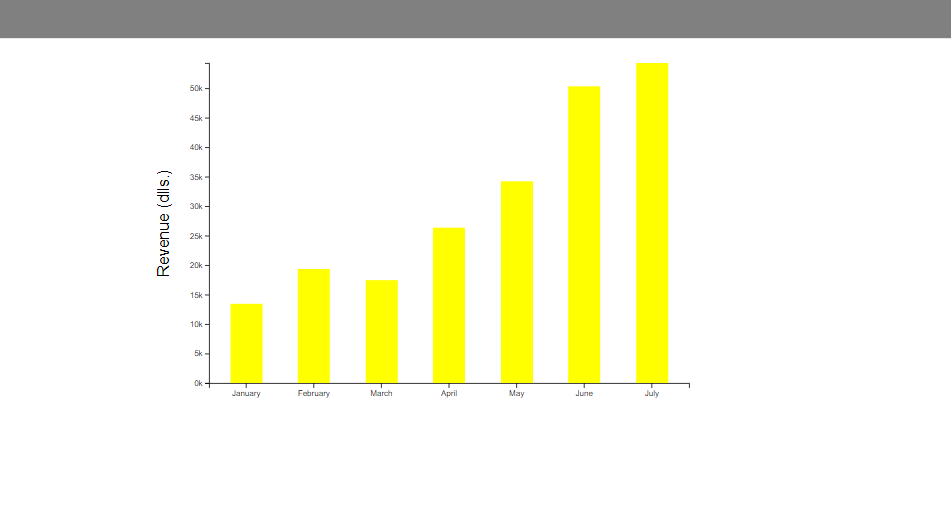 50k
45k
40k
35k
30k
25k
20k
15k
10k
5k
0k
Revenue (dlls.)
January February March April May June July